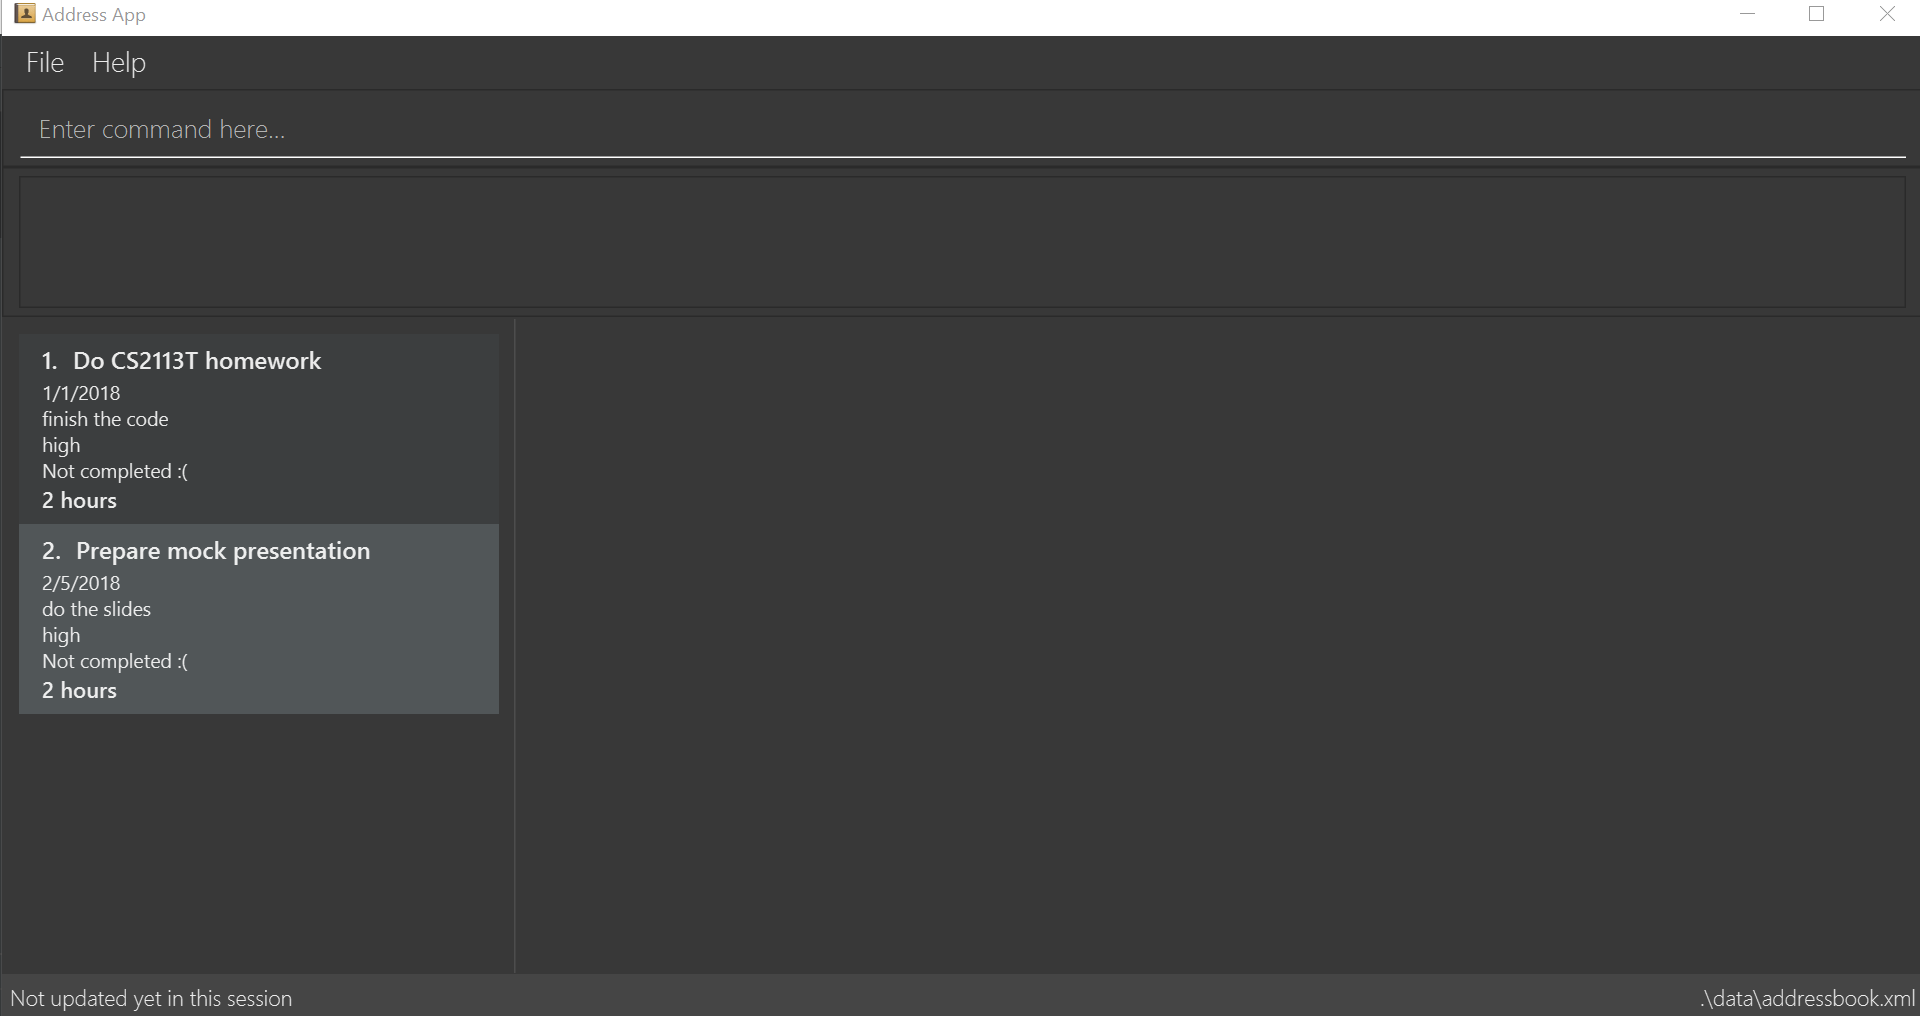 Address App
File Help
Enter command here...
1. Do CS2113T homework
1/1/2018
finish the code
high
Not completed :(
2 hours
2. Prepare mock presentation
2/5/2018
do the slides
high
Not completed :(
2 hours
Not updated yet in this session
.\data\addressbook.xml